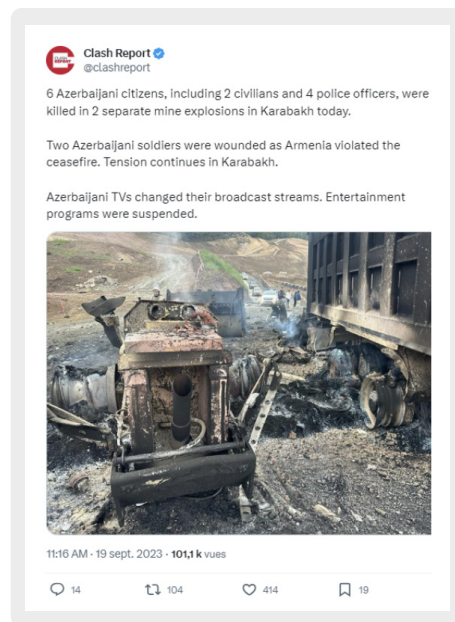 Clash Report
@clashreport
6 Azerbaijani citizens, including 2 civilians and 4 police officers, were
killed in 2 separate mine explosions in Karabakh today.
Two Azerbaijani soldiers were wounded as Armenia violated the
ceasefire. Tension continues in Karabakh.
Azerbaijani TVs changed their broadcast streams. Entertainment
programs were suspended.
11:16 AM · 19 sept. 2023 · 101,1 k vues
14 104 414 19